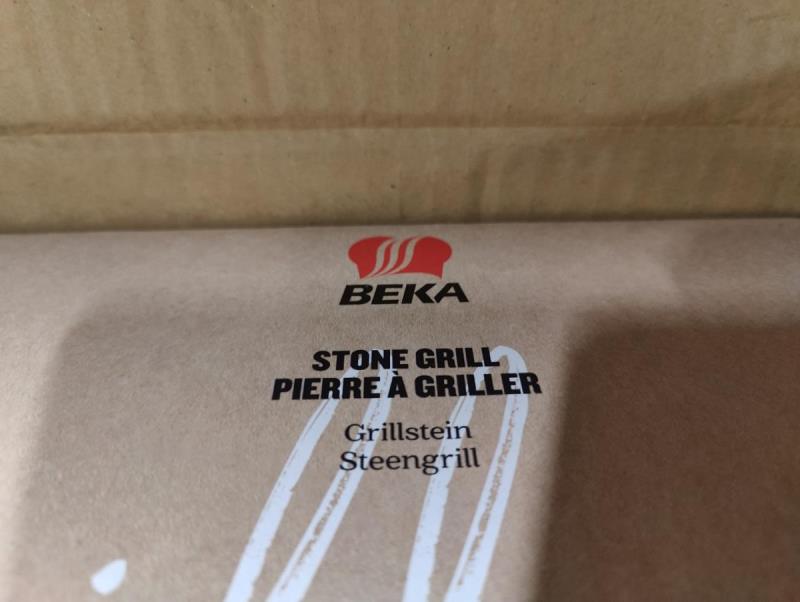 BEKA
STONE GRILL
PIERRE À GRILLER
Grillstein
Steengrill